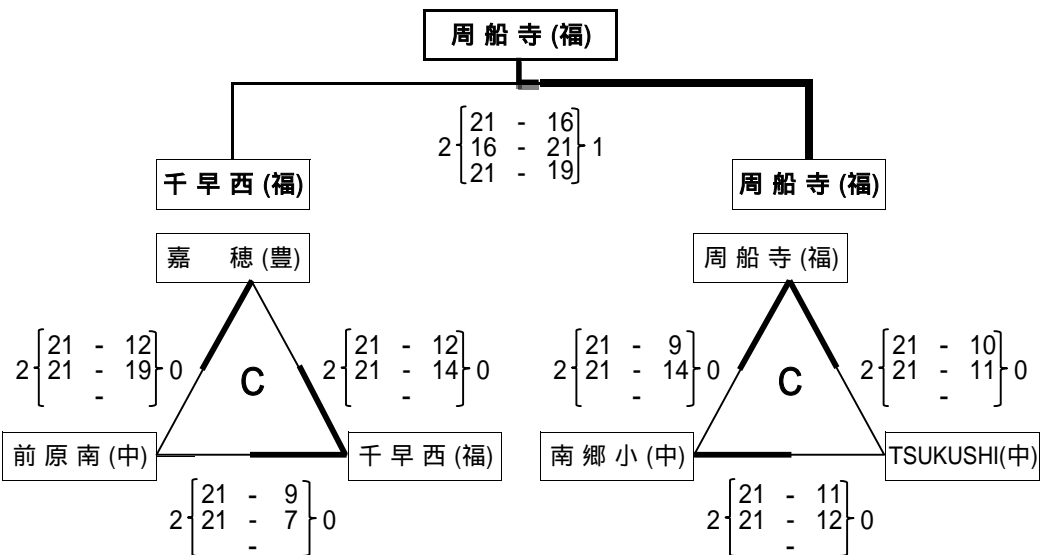 周 船 寺 (福)
21 - 16
2 16 - 21 1
21 - 19
千 早 西 (福)
周 船 寺 (福)
嘉 穂 (豊)
周 船 寺 (福)
21 - 12
2 21 - 19 0
-
C
21 - 12
2 21 - 14 0
-
21 - 9
2 21 - 14 0
-
C
21 - 10
2 21 - 11 0
-
前 原 南 (中)
千 早 西 (福)
南 郷 小 (中)
TSUKUSHI(中)
21 - 9
2 21 - 7 0
-
21 - 11
2 21 - 12 0
-